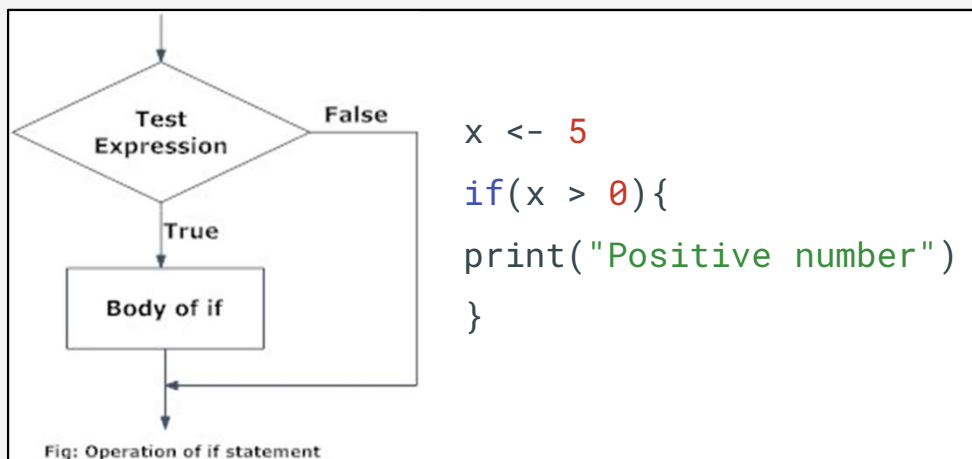 Test
Expression
False
True
Body of if
Fig: Operation of if statement
x <- 5
if(x > 0){
print("Positive number")
}